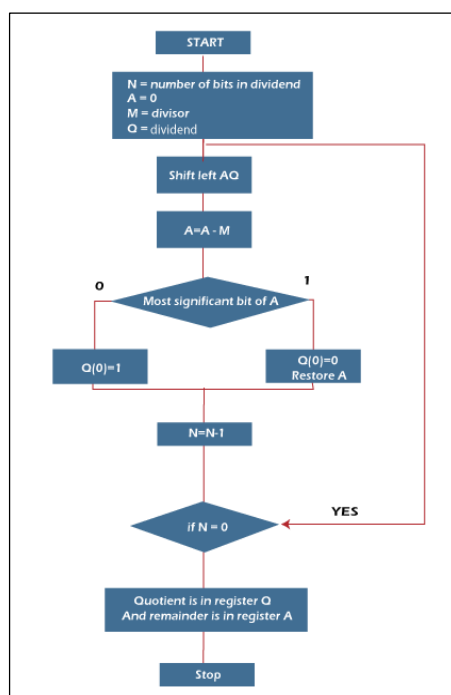 START
N = number of bits in dividend
A = 0
M = divisor
Q = dividend
Shift left AQ
A=A - M
0
1
Most significant bit of A
Q(0)=1
Q(0)=0
Restore A
N=N-1
YES
if N = 0
Quotient is in register Q
And remainder is in register A
Stop